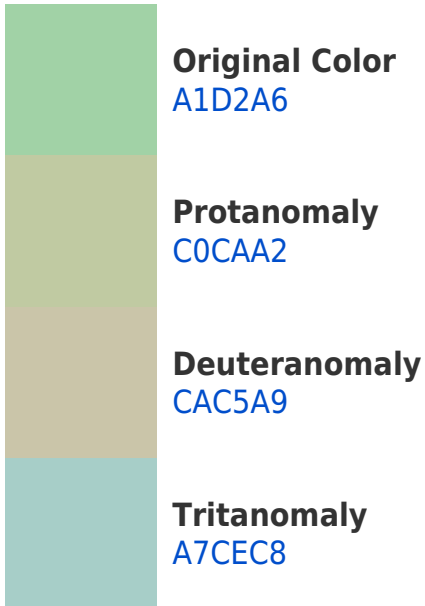 Original Color
A1D2A6
Protanomaly
C0CAA2
Deuteranomaly
CAC5A9
Tritanomaly
A7CEC8